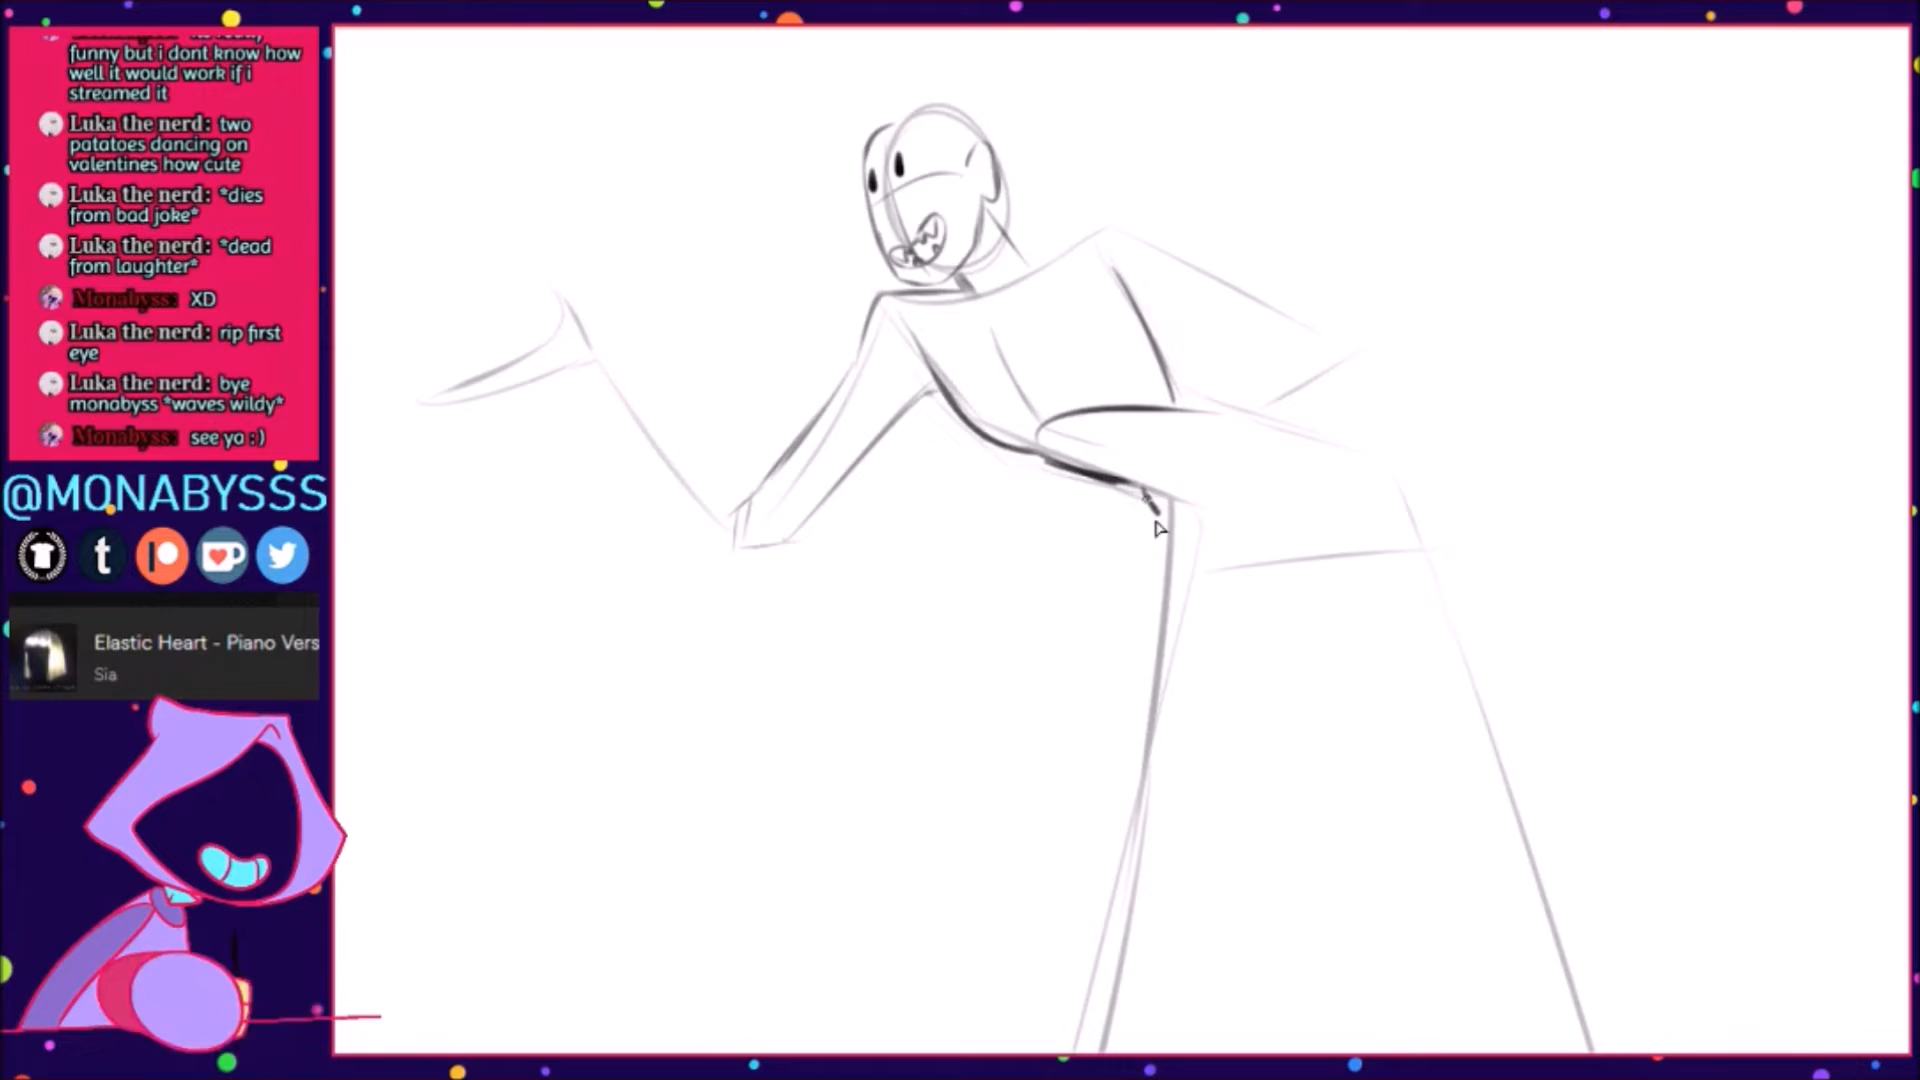 funny but i dont know how
well it would work if i
streamed it
Luka the nerd: two
patatoes dancing on
valentines how cute
Luka the nerd: *dies
from bad joke*
Luka the nerd: *dead
from laughter*
Monabyss: XD
Luka the nerd: rip first
eye
Luka the nerd: bye
monabyss *waves wildy*
Monabyss: see ya :)
@MONABYSSS
Elastic Heart - Piano Vers
Sia